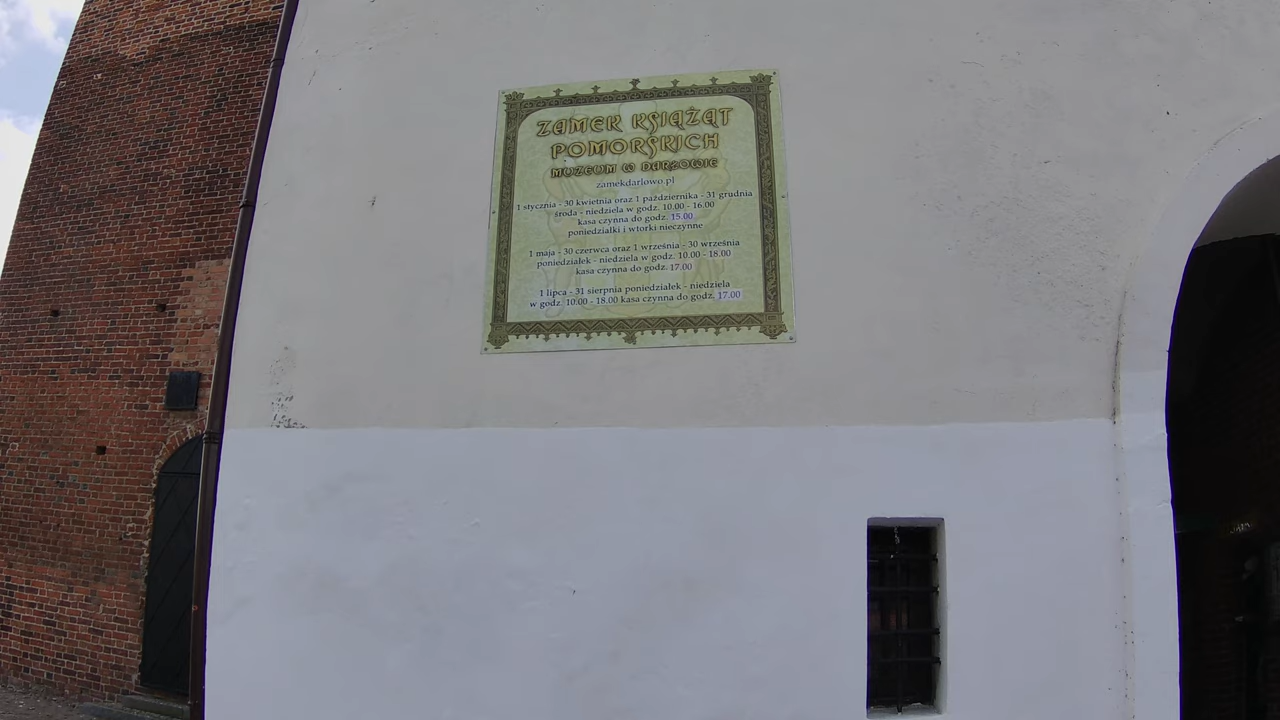 ZAMEK KSIĄŻĄT
POMORSKICH
MUZEUM W DARŁOWIE
zamekdarlowo.pl
1 stycznia - 30 kwietnia oraz 1 października - 31 grudnia
środa - niedziela w godz. 10.00 - 16.00
kasa czynna do godz. 15.00
poniedziałki i wtorki nieczynne
1 maja - 30 czerwca oraz 1 września - 30 września
poniedziałek - niedziela w godz. 10.00 - 18.00
kasa czynna do godz. 17.00
1 lipca - 31 sierpnia poniedziałek - niedziela
w godz. 10.00 - 18.00 kasa czynna do godz. 17.00